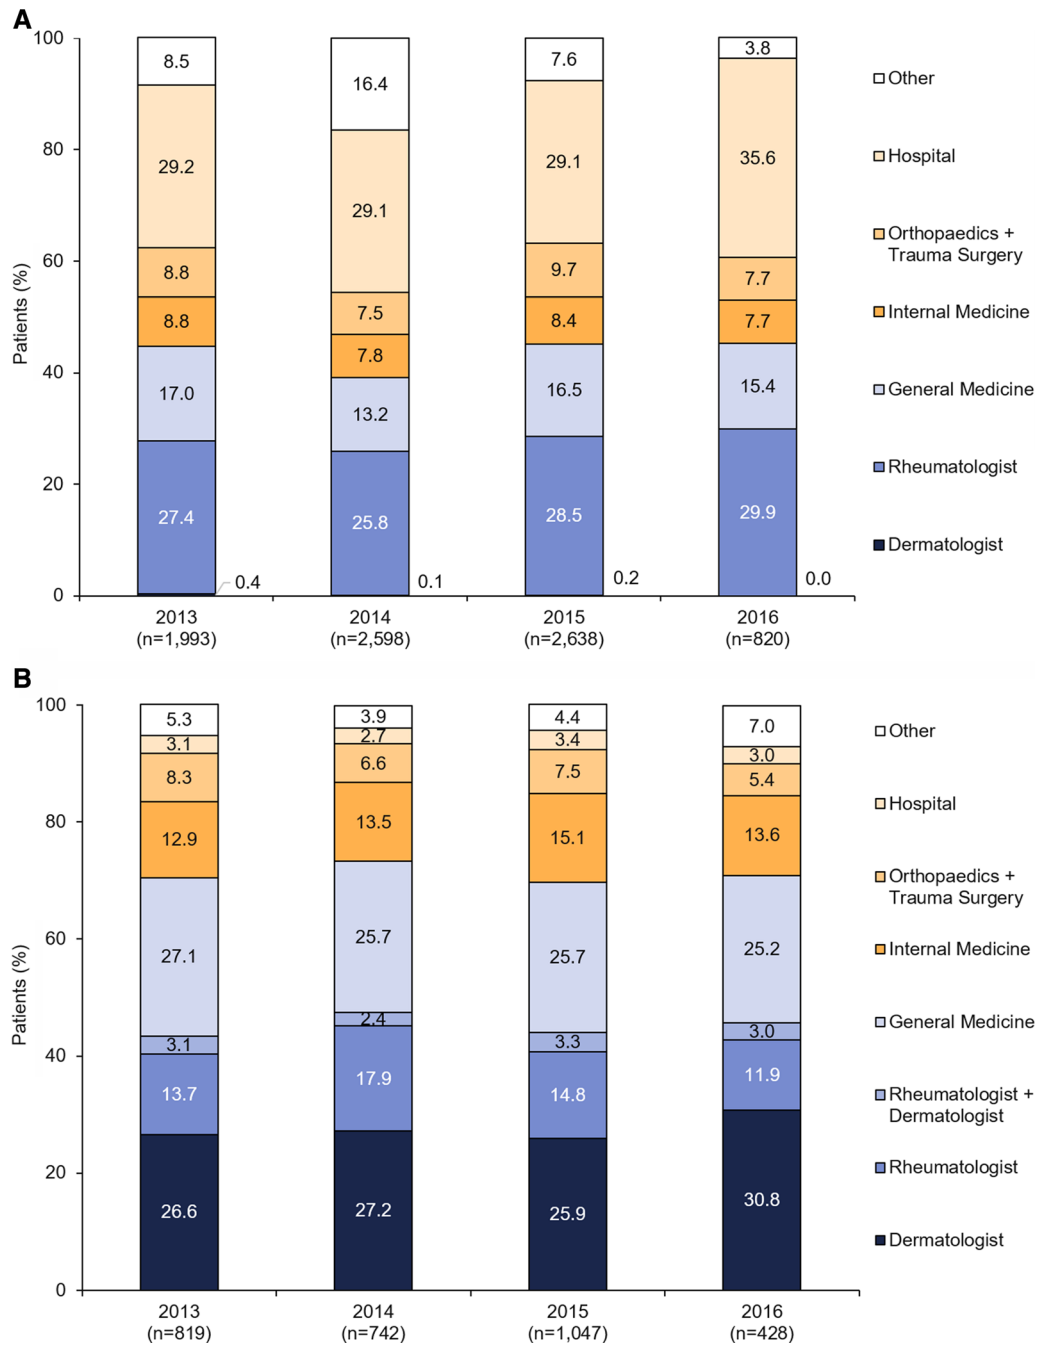 A
100
80
60
40
20
0
Patients (%)
8.5
29.2
8.8
8.8
17.0
27.4
0.4
16.4
29.1
7.5
7.8
13.2
25.8
0.1
7.6
29.1
9.7
8.4
16.5
28.5
0.2
3.8
35.6
7.7
7.7
15.4
29.9
0.0
2013
(n=1,993)
2014
(n=2,598)
2015
(n=2,638)
2016
(n=820)
Other
Hospital
Orthopaedics +
Trauma Surgery
Internal Medicine
General Medicine
Rheumatologist
Dermatologist
B
100
80
60
40
20
0
Patients (%)
5.3
3.1
8.3
12.9
27.1
3.1
13.7
26.6
3.9
2.7
6.6
13.5
25.7
2.4
17.9
27.2
4.4
3.4
7.5
15.1
25.7
3.3
14.8
25.9
7.0
3.0
5.4
13.6
25.2
3.0
11.9
30.8
2013
(n=819)
2014
(n=742)
2015
(n=1,047)
2016
(n=428)
Other
Hospital
Orthopaedics +
Trauma Surgery
Internal Medicine
General Medicine
Rheumatologist +
Dermatologist
Rheumatologist
Dermatologist